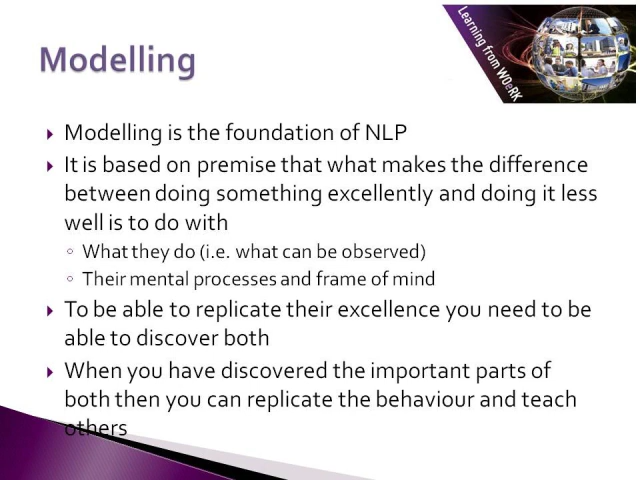 Modelling
Learning from WOeRK
Modelling is the foundation of NLP
It is based on premise that what makes the difference
between doing something excellently and doing it less
well is to do with
What they do (i.e. what can be observed)
Their mental processes and frame of mind
To be able to replicate their excellence you need to be
able to discover both
When you have discovered the important parts of
both then you can replicate the behaviour and teach
others